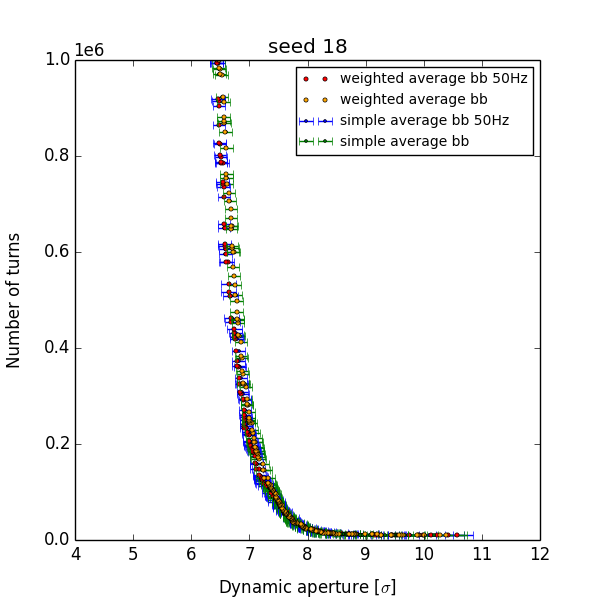 seed 18
1e6
1.0
0.8
0.6
0.4
0.2
0.0
4 5 6 7 8 9 10 11 12
Number of turns
Dynamic aperture [σ]
weighted average bb 50Hz
weighted average bb
simple average bb 50Hz
simple average bb